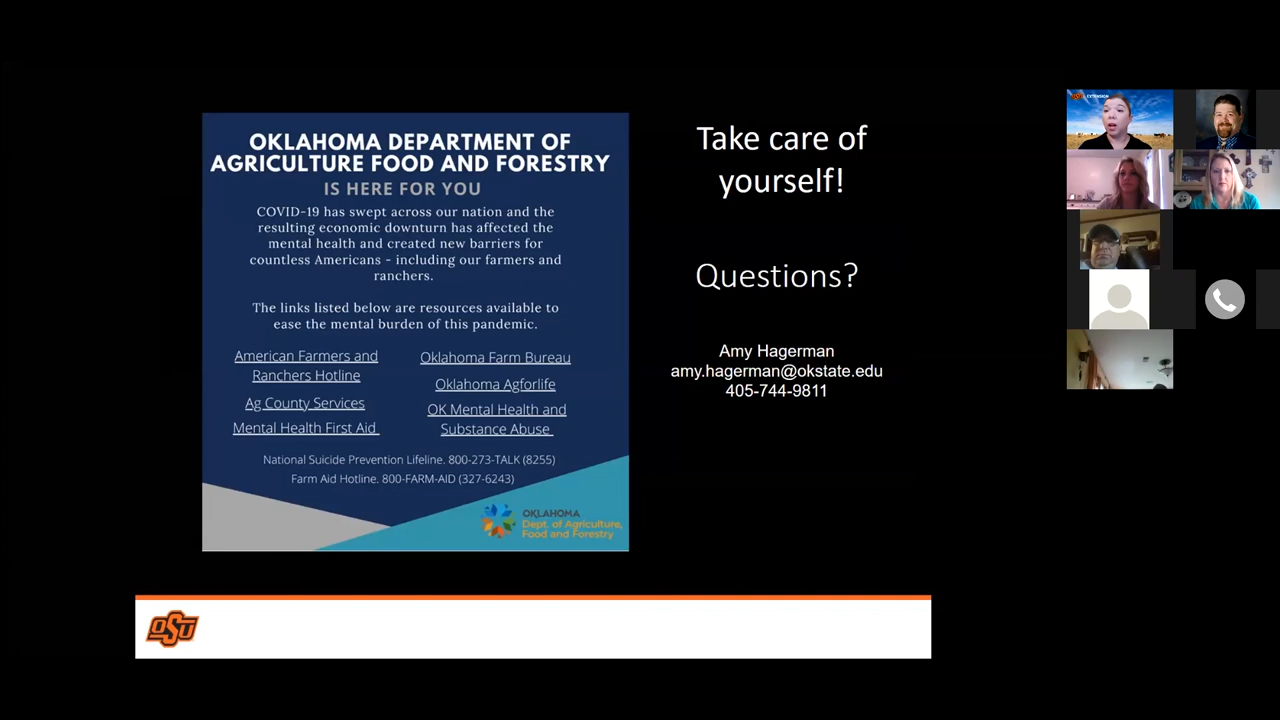 OKLAHOMA DEPARTMENT OF
AGRICULTURE FOOD AND FORESTRY
IS HERE FOR YOU
COVID-19 has swept across our nation and the
resulting economic downturn has affected the
mental health and created new barriers for
countless Americans - including our farmers and
ranchers.
The links listed below are resources available to
ease the mental burden of this pandemic.
American Farmers and
Ranchers Hotline
Ag County Services
Mental Health First Aid
Oklahoma Farm Bureau
Oklahoma Agforlife
OK Mental Health and
Substance Abuse
National Suicide Prevention Lifeline. 800-273-TALK (8255)
Farm Aid Hotline. 800-FARM-AID (327-6243)
OKLAHOMA
Dept. of Agriculture,
Food and Forestry
Take care of
yourself!
Questions?
Amy Hagerman
amy.hagerman@okstate.edu
405-744-9811
OSU
OSU EXTENSION